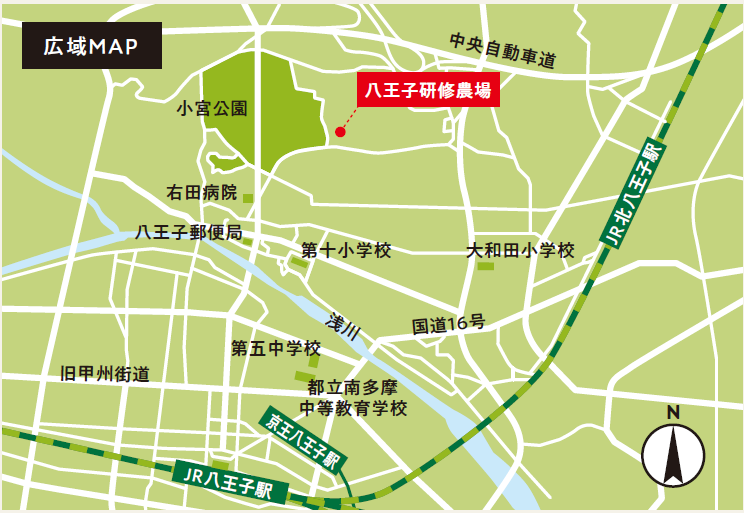 広域MAP
中央自動車道
八王子研修農場
小宮公園
JR北八王子駅
右田病院
八王子郵便局
第十小学校
大和田小学校
浅川
国道16号
第五中学校
旧甲州街道
都立南多摩
中等教育学校
N
京王八王子駅
JR八王子駅